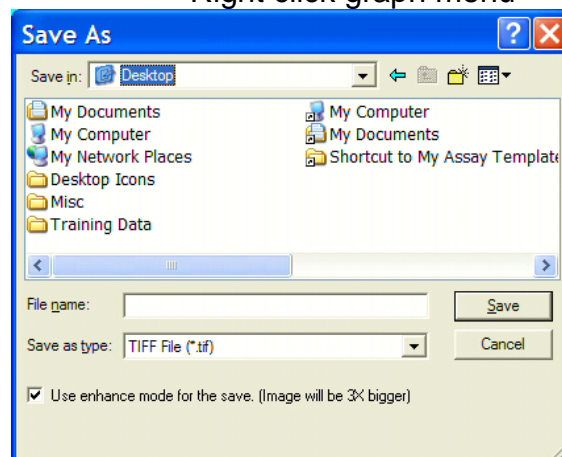 Right click graph menu
Save As
Save in: Desktop
My Documents
My Computer
My Network Places
Desktop Icons
Misc
Training Data
My Computer
My Documents
Shortcut to My Assay Template
File name:
Save
Save as type: TIFF File (*.tif)
Cancel
Use enhance mode for the save. (Image will be 3X bigger)